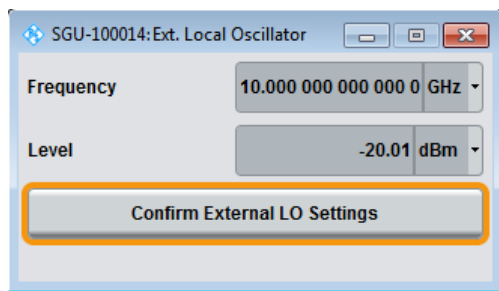 SGU-100014:Ext. Local Oscillator
Frequency 10.000 000 000 000 0 GHz
Level -20.01 dBm
Confirm External LO Settings